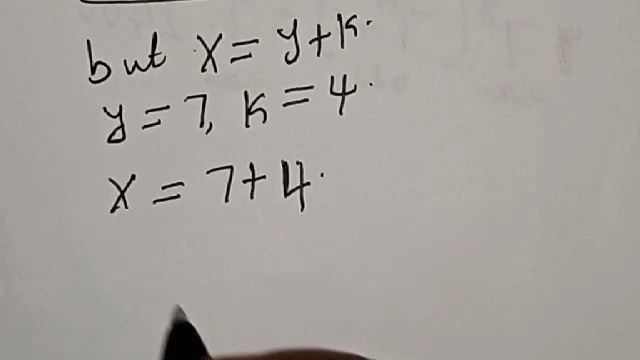 but x = y + k.
y = 7, k = 4.
x = 7 + 4.